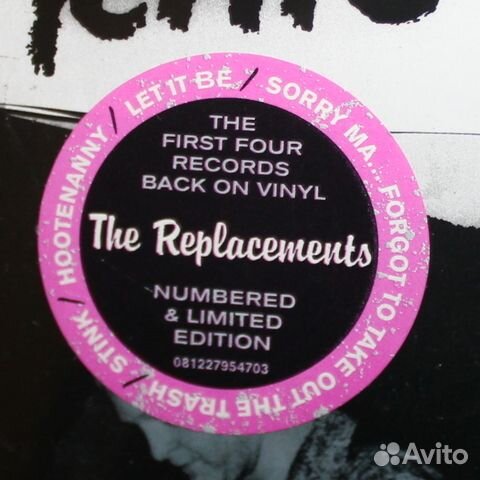 THE
FIRST FOUR
RECORDS
BACK ON VINYL
The Replacements
NUMBERED
& LIMITED
EDITION
081227954703
SORRY MA... FORGOT TO TAKE OUT THE TRASH / STINK / HOOTENANNY / LET IT BE /
Avito